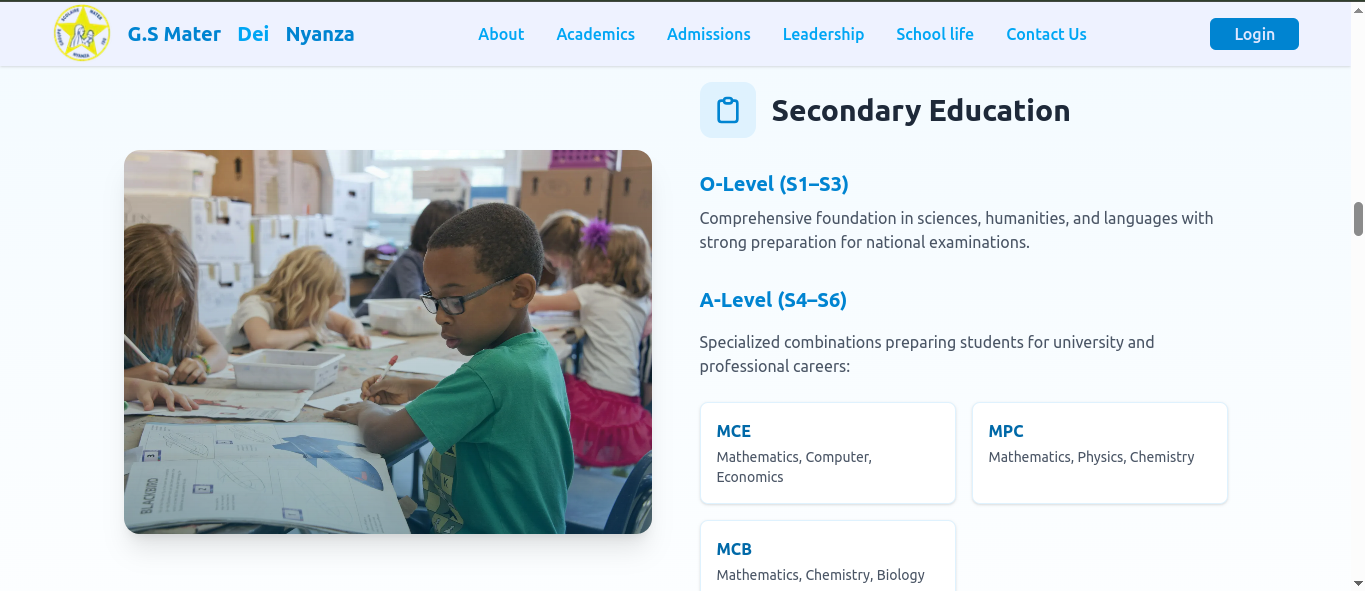 G.S Mater Dei Nyanza
About
Academics
Admissions
Leadership
School life
Contact Us
Login
Secondary Education
O-Level (S1–S3)
Comprehensive foundation in sciences, humanities, and languages with
strong preparation for national examinations.
A-Level (S4–S6)
Specialized combinations preparing students for university and
professional careers:
MCE
Mathematics, Computer,
Economics
MPC
Mathematics, Physics, Chemistry
MCB
Mathematics, Chemistry, Biology
BLACKBIRD